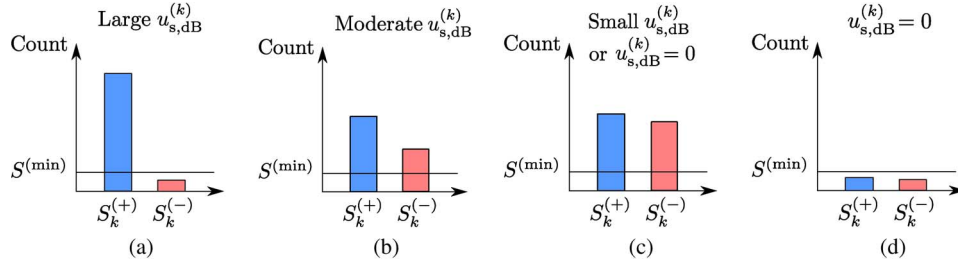 Large u_{s,dB}^{(k)}
Count
S^{(min)}
S_k^{(+)} S_k^{(-)}
(a)
Moderate u_{s,dB}^{(k)}
Count
S^{(min)}
S_k^{(+)} S_k^{(-)}
(b)
Small u_{s,dB}^{(k)}
or u_{s,dB}^{(k)} = 0
Count
S^{(min)}
S_k^{(+)} S_k^{(-)}
(c)
u_{s,dB}^{(k)} = 0
Count
S^{(min)}
S_k^{(+)} S_k^{(-)}
(d)